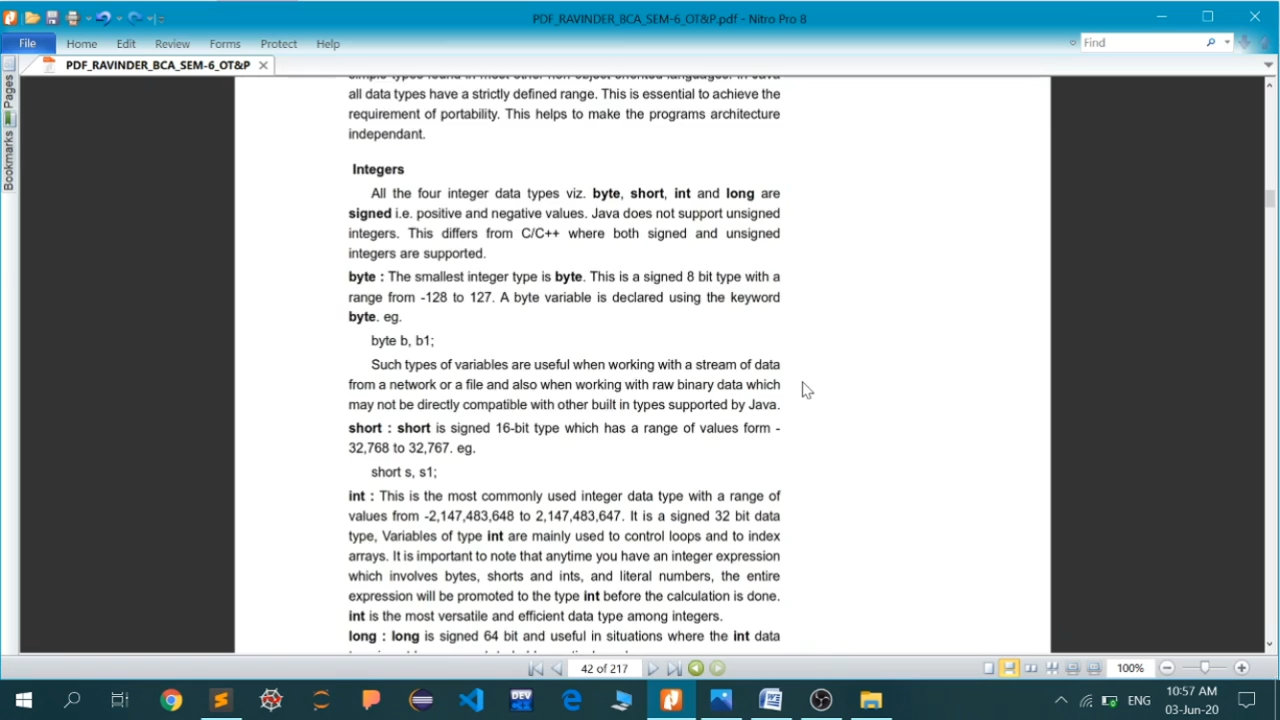 PDF_RAVINDER_BCA_SEM-6_OT&P.pdf - Nitro Pro 8
File Home Edit Review Forms Protect Help
Find
PDF_RAVINDER_BCA_SEM-6_OT&P
Pages
Bookmarks
all data types have a strictly defined range. This is essential to achieve the
requirement of portability. This helps to make the programs architecture
independant.
Integers
All the four integer data types viz. byte, short, int and long are
signed i.e. positive and negative values. Java does not support unsigned
integers. This differs from C/C++ where both signed and unsigned
integers are supported.
byte : The smallest integer type is byte. This is a signed 8 bit type with a
range from -128 to 127. A byte variable is declared using the keyword
byte. eg.
byte b, b1;
Such types of variables are useful when working with a stream of data
from a network or a file and also when working with raw binary data which
may not be directly compatible with other built in types supported by Java.
short : short is signed 16-bit type which has a range of values form -
32,768 to 32,767. eg.
short s, s1;
int : This is the most commonly used integer data type with a range of
values from -2,147,483,648 to 2,147,483,647. It is a signed 32 bit data
type, Variables of type int are mainly used to control loops and to index
arrays. It is important to note that anytime you have an integer expression
which involves bytes, shorts and ints, and literal numbers, the entire
expression will be promoted to the type int before the calculation is done.
int is the most versatile and efficient data type among integers.
long : long is signed 64 bit and useful in situations where the int data
42 of 217
100%
DEV
ENG
10:57 AM
03-Jun-20